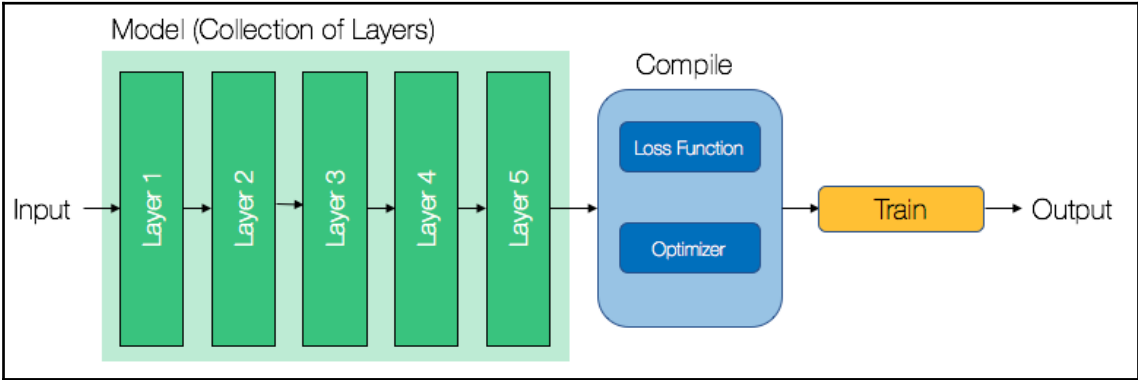 Model (Collection of Layers)
Compile
Input
Layer 1
Layer 2
Layer 3
Layer 4
Layer 5
Loss Function
Optimizer
Train
Output